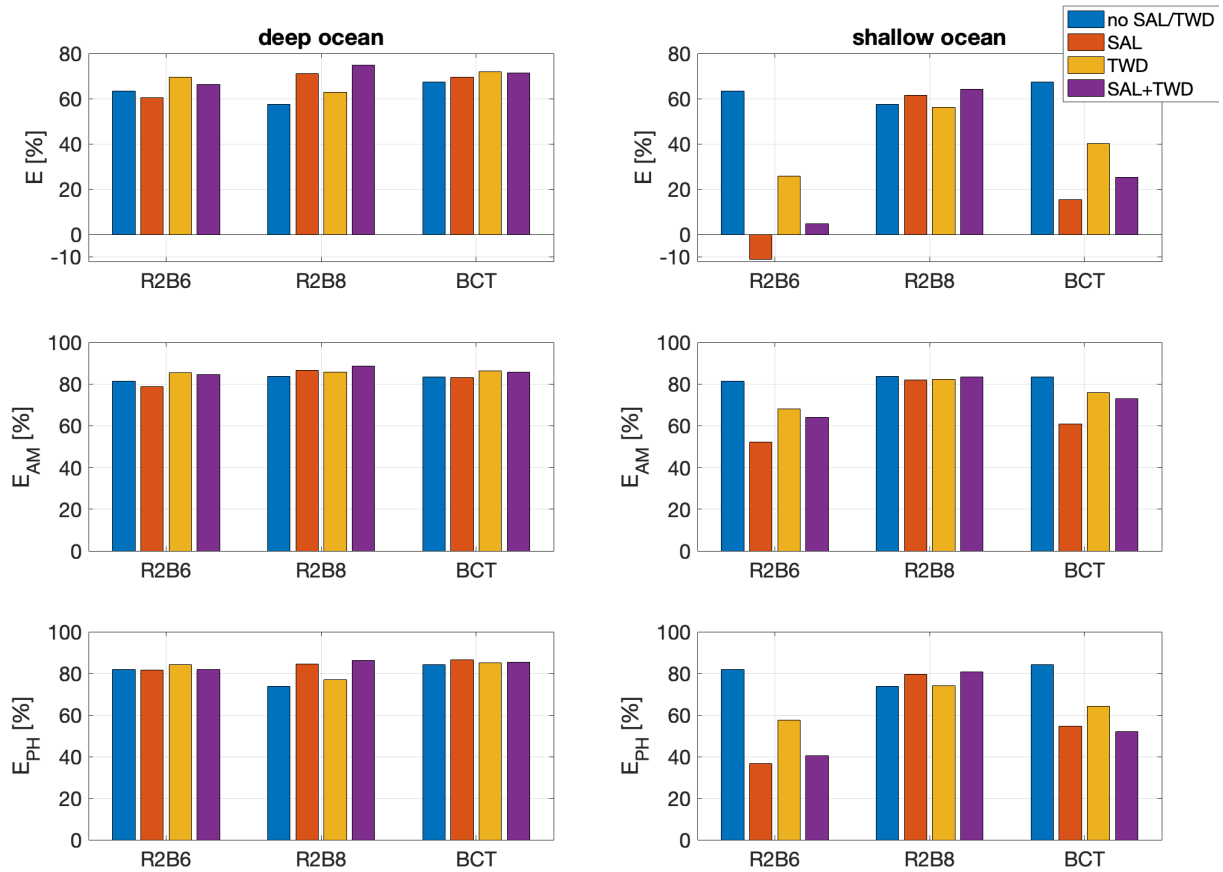 deep ocean
80
60
40
20
0
-10
E [%]
R2B6 R2B8 BCT
shallow ocean
80
60
40
20
0
-10
E [%]
R2B6 R2B8 BCT
no SAL/TWD
SAL
TWD
SAL+TWD
100
80
60
40
20
0
E_AM [%]
R2B6 R2B8 BCT
100
80
60
40
20
0
E_AM [%]
R2B6 R2B8 BCT
100
80
60
40
20
0
E_PH [%]
R2B6 R2B8 BCT
100
80
60
40
20
0
E_PH [%]
R2B6 R2B8 BCT